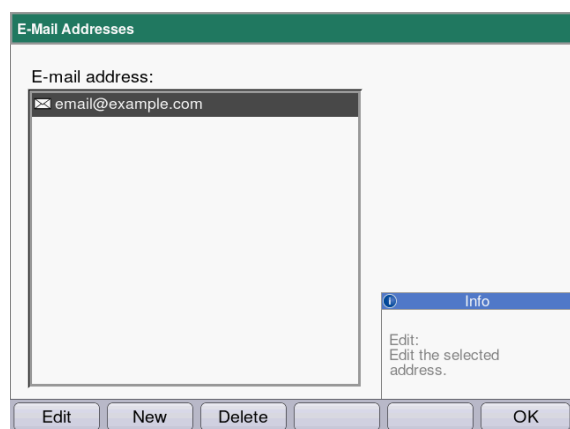 E-Mail Addresses
E-mail address:
email@example.com
Info
Edit:
Edit the selected
address.
Edit
New
Delete
OK